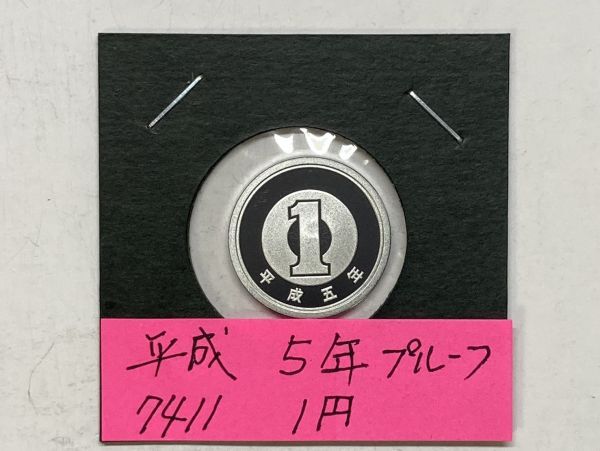 1
平成五年
平成 5年プルーフ
7411 1円